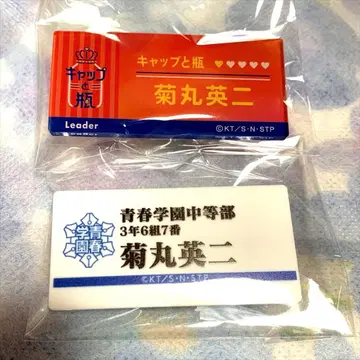 キャップと瓶
Leader
キャップと瓶 ♥♥♥♥♥
菊丸英二
©KT/S・N・STP
青春学園
青春学園中等部
3年6組7番
菊丸英二
©KT/S・N・STP